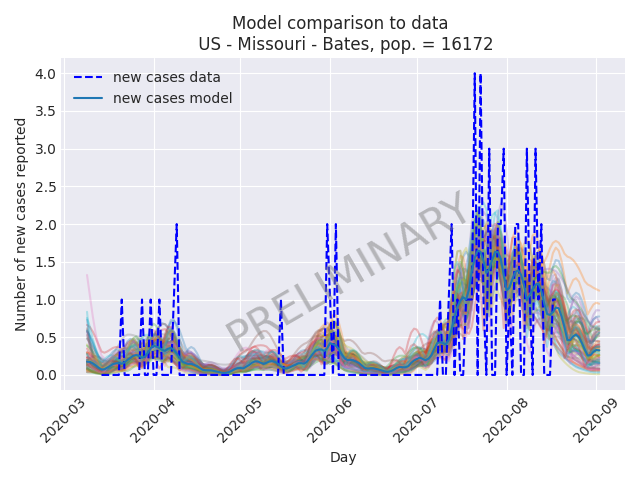 Model comparison to data
US - Missouri - Bates, pop. = 16172
new cases data
new cases model
PRELIMINARY
Number of new cases reported
4.0
3.5
3.0
2.5
2.0
1.5
1.0
0.5
0.0
2020-03
2020-04
2020-05
2020-06
2020-07
2020-08
2020-09
Day